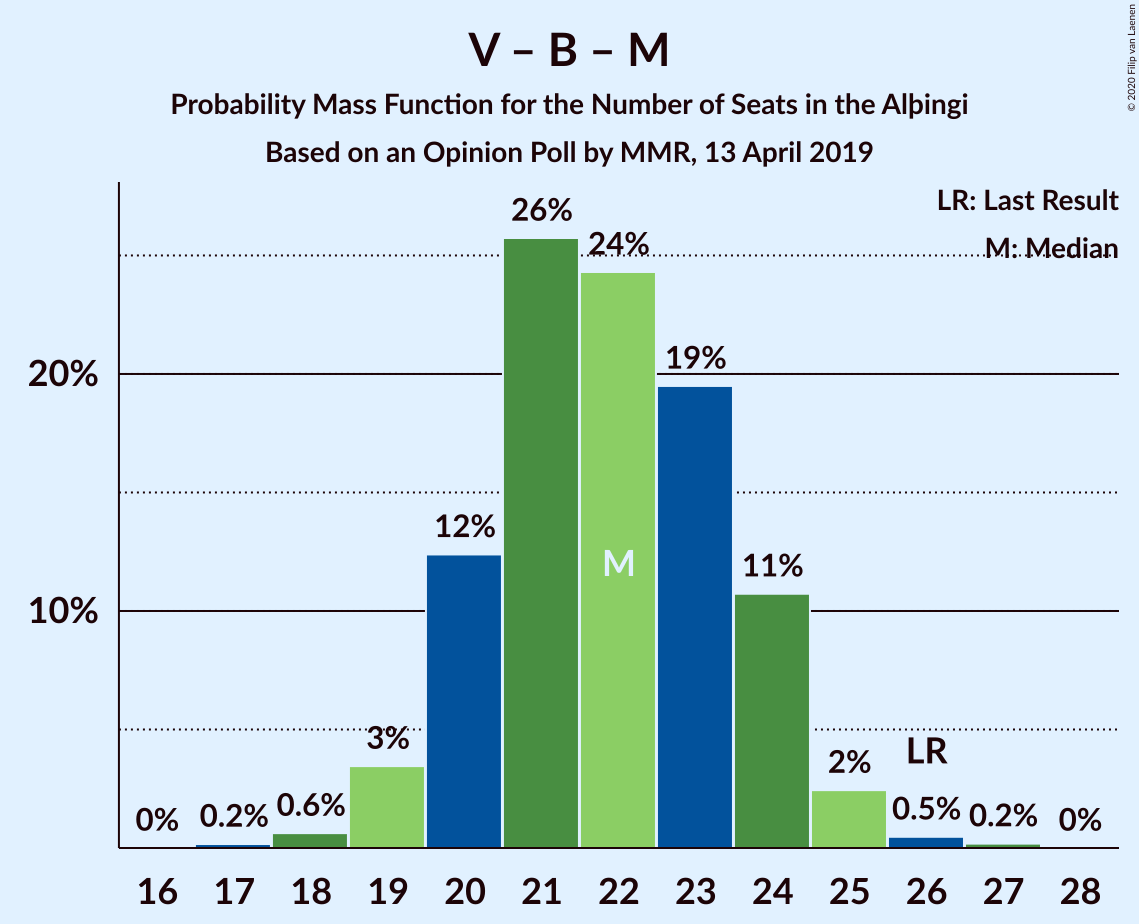 V – B – M
Probability Mass Function for the Number of Seats in the Alþingi
Based on an Opinion Poll by MMR, 13 April 2019
© 2020 Filip van Laenen
LR: Last Result
M: Median
26%
24%
19%
12%
11%
3%
2%
0%
0.2%
0.6%
0.5%
0.2%
0%
LR
M
20%
10%
16 17 18 19 20 21 22 23 24 25 26 27 28